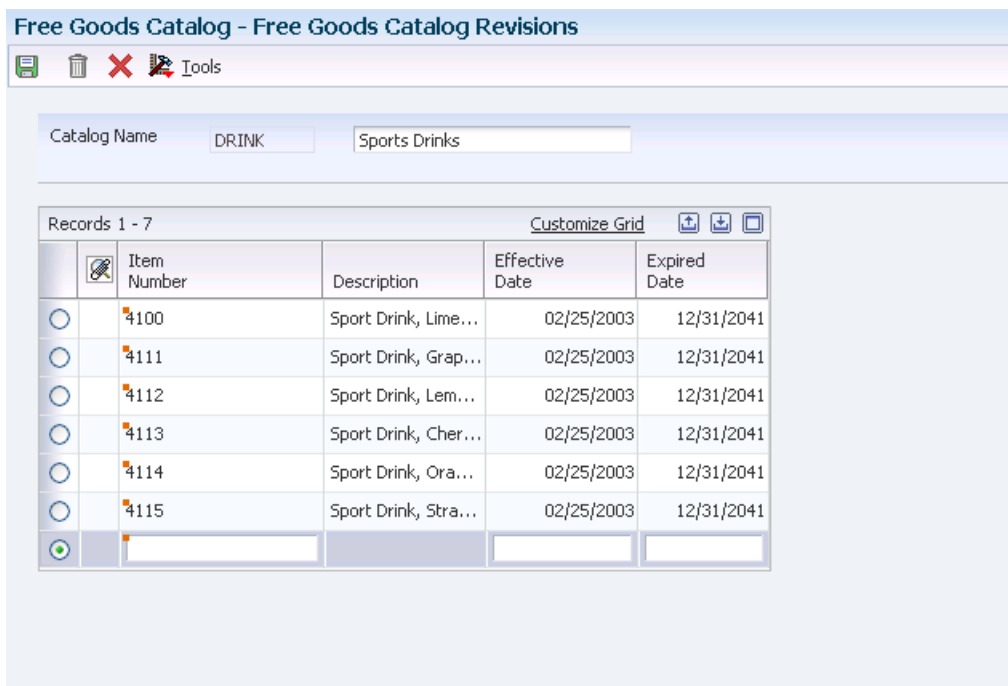 Free Goods Catalog - Free Goods Catalog Revisions
Tools
Catalog Name DRINK Sports Drinks
Records 1 - 7 Customize Grid
Item Number Description Effective Date Expired Date
4100 Sport Drink, Lime... 02/25/2003 12/31/2041
4111 Sport Drink, Grap... 02/25/2003 12/31/2041
4112 Sport Drink, Lem... 02/25/2003 12/31/2041
4113 Sport Drink, Cher... 02/25/2003 12/31/2041
4114 Sport Drink, Ora... 02/25/2003 12/31/2041
4115 Sport Drink, Stra... 02/25/2003 12/31/2041